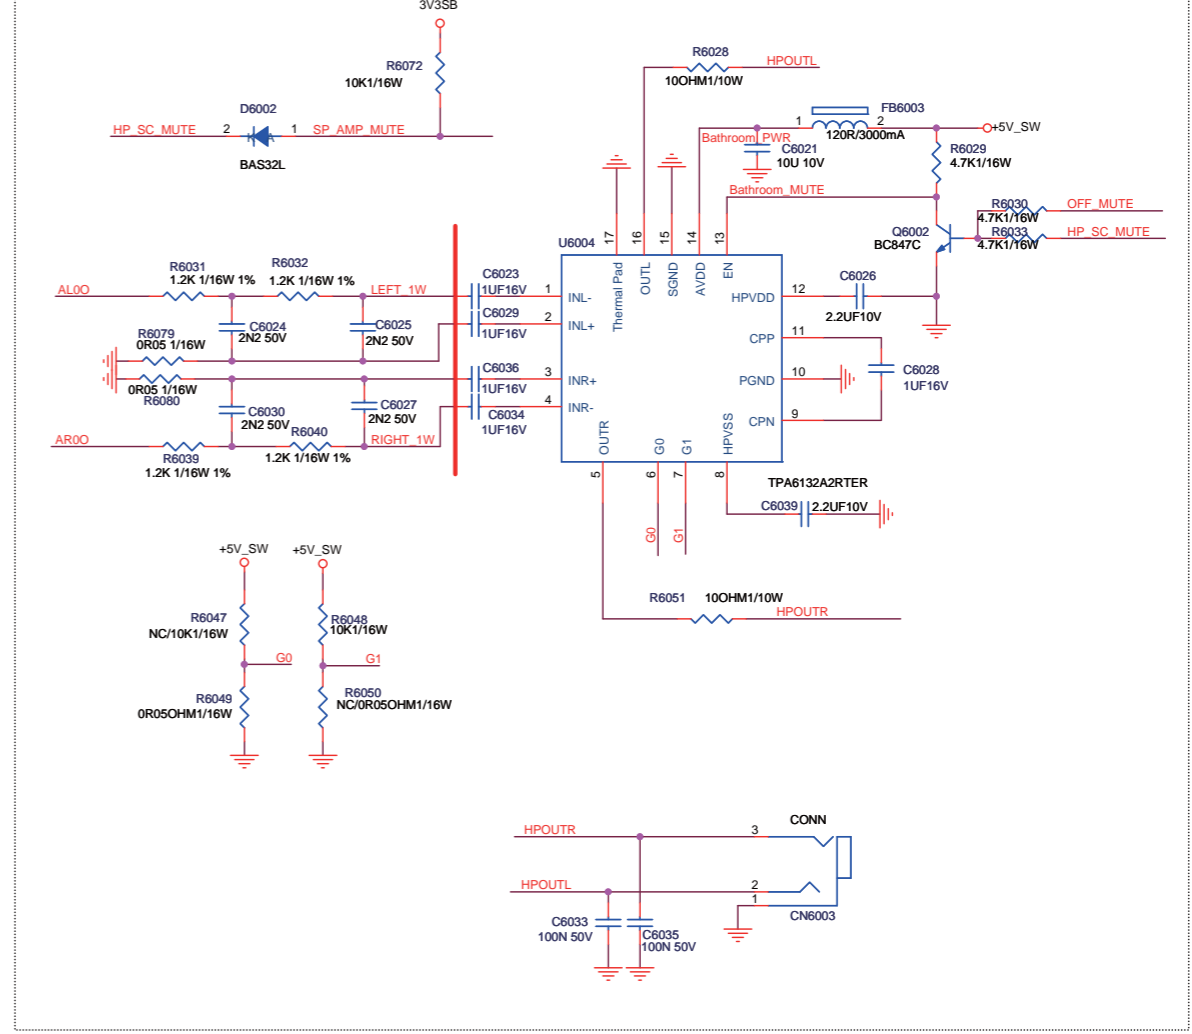 3V3SB
R6072
10K1/16W
D6002
HP_SC_MUTE 2 1 SP_AMP_MUTE
BAS32L
R6028
HPOUTL
10OHM1/10W
FB6003
1 2
120R/3000mA
+5V_SW
Bathroom_PWR
C6021
10U 10V
R6029
4.7K1/16W
Bathroom_MUTE
R6030
4.7K1/16W
OFF_MUTE
Q6002
BC847C
R6033
4.7K1/16W
HP_SC_MUTE
U6004
17 16 15 14 13
Thermal Pad
OUTL
SGND
AVDD
EN
R6031
1.2K 1/16W 1%
R6032
1.2K 1/16W 1%
AL0O
LEFT_1W
C6023
1UF16V
1 INL-
C6029
1UF16V
2 INL+
C6024
2N2 50V
C6025
2N2 50V
R6079
0R05 1/16W
0R05 1/16W
R6080
C6036
1UF16V
3 INR+
4 INR-
C6034
1UF16V
C6030
2N2 50V
C6027
2N2 50V
R6040
1.2K 1/16W 1%
AR0O
RIGHT_1W
R6039
1.2K 1/16W 1%
HPVDD 12
C6026
2.2UF10V
CPP 11
C6028
1UF16V
PGND 10
CPN 9
OUTR
G0
G1
HPVSS
5 6 7 8
TPA6132A2RTER
C6039
2.2UF10V
G0
G1
R6051
10OHM1/10W
HPOUTR
+5V_SW
+5V_SW
R6047
NC/10K1/16W
R6048
10K1/16W
G0
G1
R6049
0R05OHM1/16W
R6050
NC/0R05OHM1/16W
CONN
HPOUTR 3
HPOUTL 2
1
CN6003
C6033
100N 50V
C6035
100N 50V